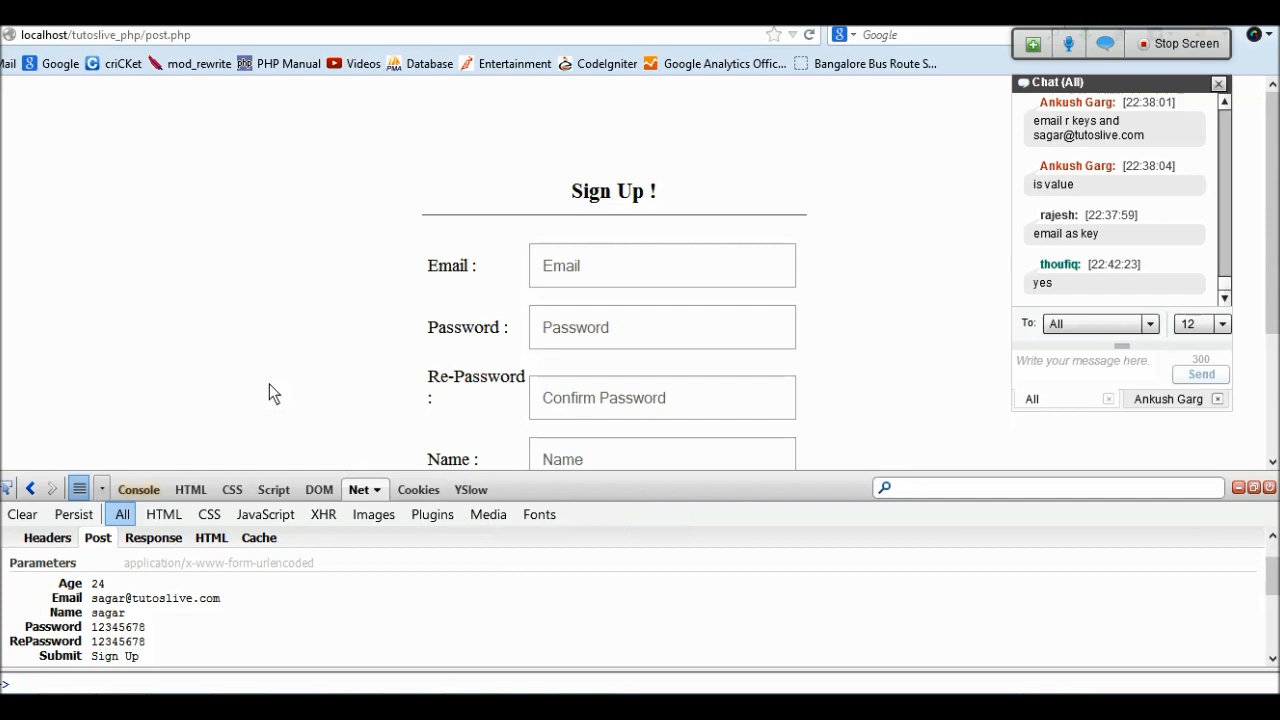 localhost/tutoslive_php/post.php
Google
Stop Screen
Google criCKet mod_rewrite PHP Manual Videos Database Entertainment CodeIgniter Google Analytics Offic... Bangalore Bus Route S...
Chat (All)
Ankush Garg: [22:38:01]
email r keys and
sagar@tutoslive.com
Ankush Garg: [22:38:04]
is value
rajesh: [22:37:59]
email as key
thoufiq: [22:42:23]
yes
To: All 12
Write your message here. 300
Send
All Ankush Garg
Sign Up !
Email : Email
Password : Password
Re-Password
: Confirm Password
Name : Name
Console HTML CSS Script DOM Net Cookies YSlow
Clear Persist All HTML CSS JavaScript XHR Images Plugins Media Fonts
Headers Post Response HTML Cache
Parameters application/x-www-form-urlencoded
Age 24
Email sagar@tutoslive.com
Name sagar
Password 12345678
RePassword 12345678
Submit Sign Up
>